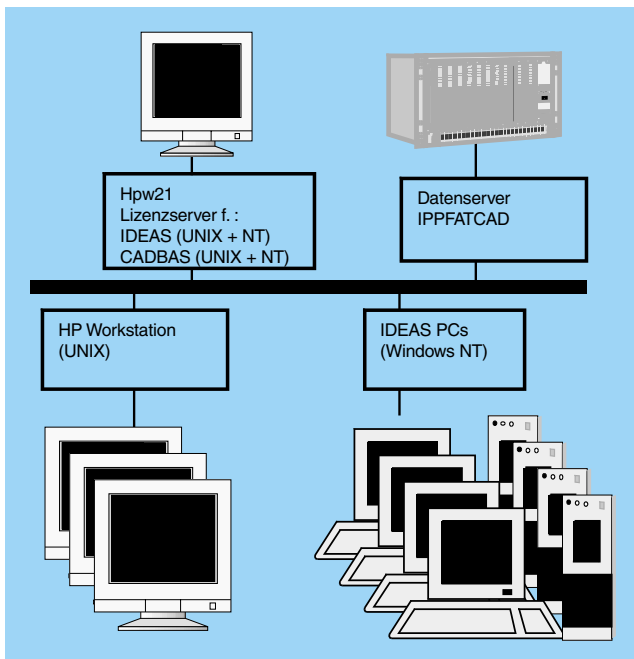 Hpw21
Lizenzserver f. :
IDEAS (UNIX + NT)
CADBAS (UNIX + NT)
Datenserver
IPPFATCAD
HP Workstation
(UNIX)
IDEAS PCs
(Windows NT)